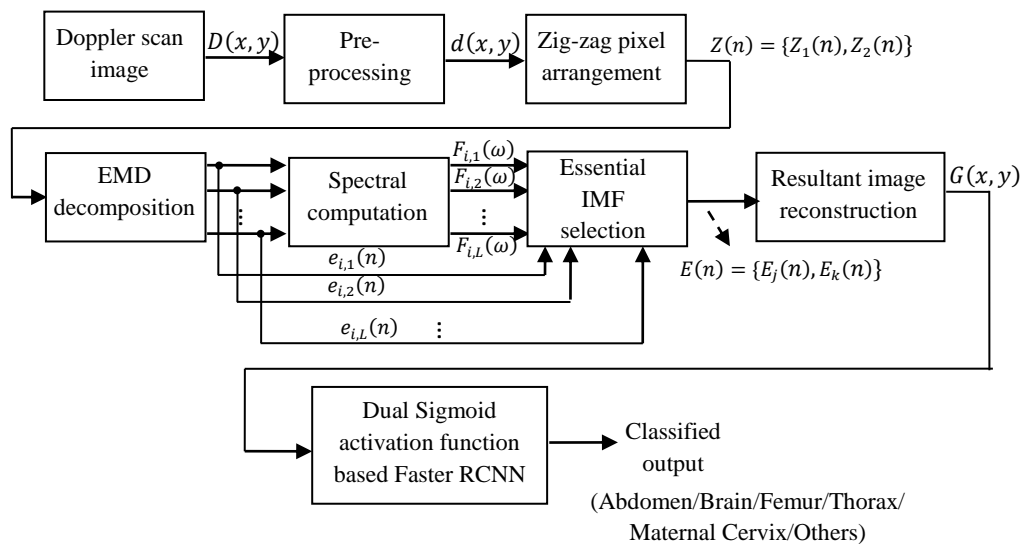 Doppler scan
image
D(x, y)
Pre-
processing
d(x, y)
Zig-zag pixel
arrangement
Z(n) = {Z₁(n), Z₂(n)}
EMD
decomposition
⋮
Spectral
computation
F_{i,1}(ω)
F_{i,2}(ω)
⋮ ⋮
F_{i,L}(ω)
Essential
IMF
selection
Resultant image
reconstruction
G(x, y)
e_{i,1}(n)
e_{i,2}(n)
e_{i,L}(n) ⋮
E(n) = {E_j(n), E_k(n)}
Dual Sigmoid
activation function
based Faster RCNN
Classified
output
(Abdomen/Brain/Femur/Thorax/
Maternal Cervix/Others)